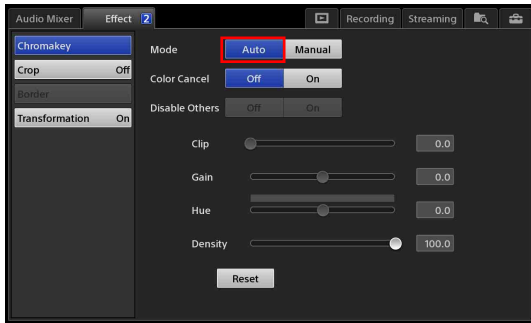 Audio Mixer Effect 2 Recording Streaming
Chromakey
Crop Off
Border
Transformation On
Mode Auto Manual
Color Cancel Off On
Disable Others Off On
Clip 0.0
Gain 0.0
Hue 0.0
Density 100.0
Reset